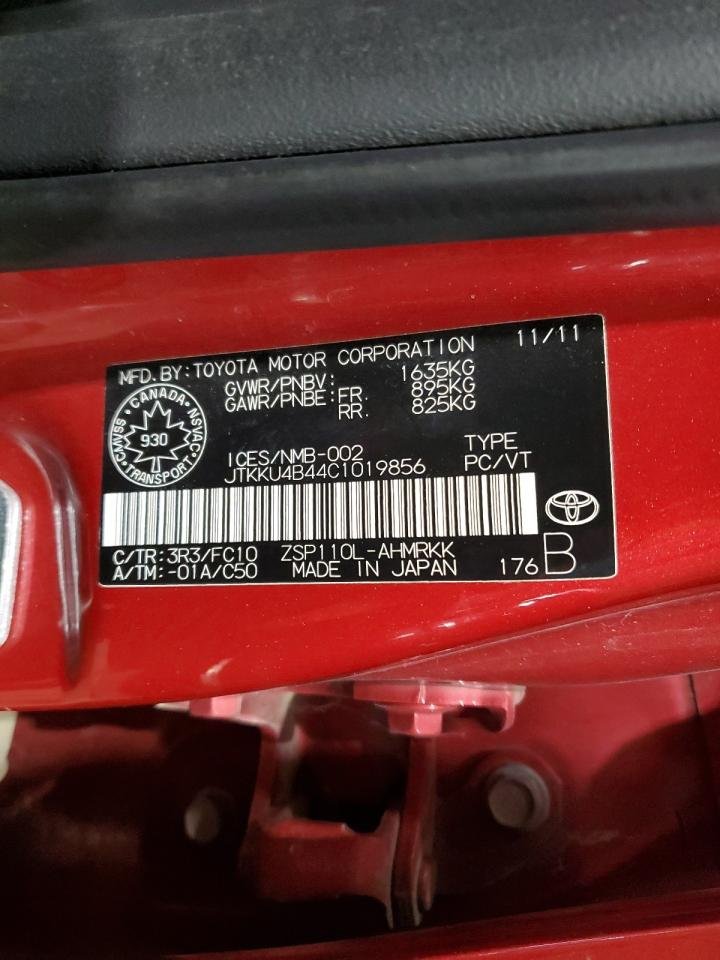 MFD.BY:TOYOTA MOTOR CORPORATION 11/11
GVWR/PNBV: 1635KG
GAWR/PNBE: FR. 895KG
RR. 825KG
CANADA
CMVSS 930 NSVAC
TRANSPORT
ICES/NMB-002 TYPE
JTKKU4B44C1019856 PC/VT
C/TR:3R3/FC10 ZSP110L-AHMRKK
A/TM:-01A/C50 MADE IN JAPAN 176 B